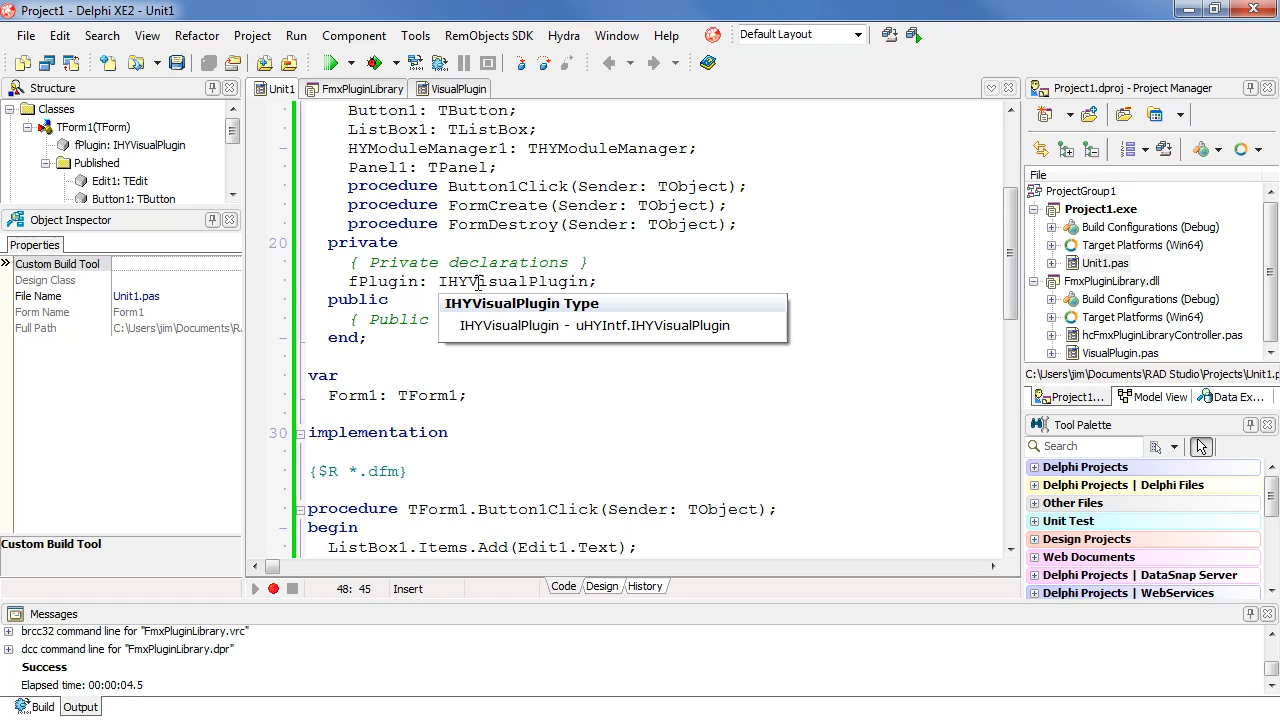 Project1 - Delphi XE2 - Unit1
File Edit Search View Refactor Project Run Component Tools RemObjects SDK Hydra Window Help
Default Layout
Structure
Classes
TForm1(TForm)
fPlugin: IHYVisualPlugin
Published
Edit1: TEdit
Button1: TButton
Object Inspector
Properties
Custom Build Tool
Design Class
File Name Unit1.pas
Form Name Form1
Full Path C:\Users\jim\Documents\RA
Custom Build Tool
Unit1 FmxPluginLibrary VisualPlugin
Button1: TButton;
ListBox1: TListBox;
HYModuleManager1: THYModuleManager;
Panel1: TPanel;
procedure Button1Click(Sender: TObject);
procedure FormCreate(Sender: TObject);
procedure FormDestroy(Sender: TObject);
20 private
{ Private declarations }
fPlugin: IHYVisualPlugin;
public
{ Public
end;
IHYVisualPlugin Type
IHYVisualPlugin - uHYIntf.IHYVisualPlugin
var
Form1: TForm1;
30 implementation
{$R *.dfm}
procedure TForm1.Button1Click(Sender: TObject);
begin
ListBox1.Items.Add(Edit1.Text);
48: 45 Insert Code Design History
Project1.dproj - Project Manager
File
ProjectGroup1
Project1.exe
Build Configurations (Debug)
Target Platforms (Win64)
Unit1.pas
FmxPluginLibrary.dll
Build Configurations (Debug)
Target Platforms (Win64)
hcFmxPluginLibraryController.pas
VisualPlugin.pas
C:\Users\jim\Documents\RAD Studio\Projects\Unit1.p
Project1... Model View Data Ex...
Tool Palette
Search
Delphi Projects
Delphi Projects | Delphi Files
Other Files
Unit Test
Design Projects
Web Documents
Delphi Projects | DataSnap Server
Delphi Projects | WebServices
Messages
brcc32 command line for "FmxPluginLibrary.vrc"
dcc command line for "FmxPluginLibrary.dpr"
Success
Elapsed time: 00:00:04.5
Build Output